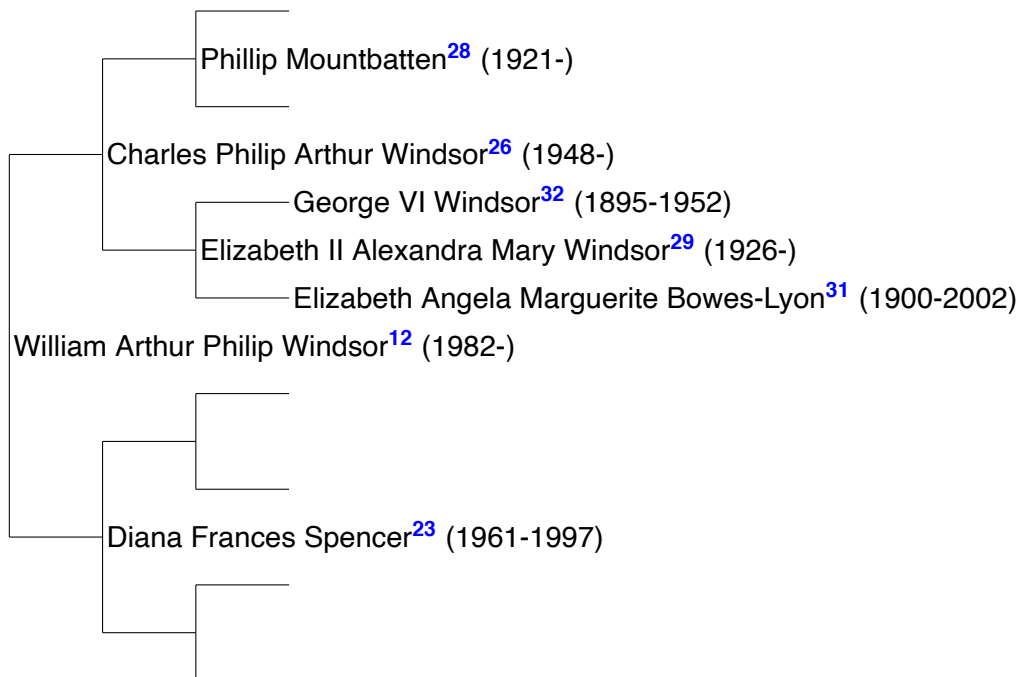 Phillip Mountbatten28 (1921-)
Charles Philip Arthur Windsor26 (1948-)
George VI Windsor32 (1895-1952)
Elizabeth II Alexandra Mary Windsor29 (1926-)
Elizabeth Angela Marguerite Bowes-Lyon31 (1900-2002)
William Arthur Philip Windsor12 (1982-)
Diana Frances Spencer23 (1961-1997)